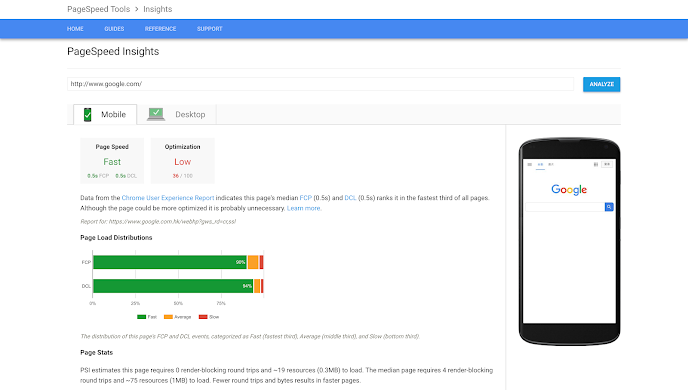 PageSpeed Tools > Insights
HOME GUIDES REFERENCE SUPPORT
PageSpeed Insights
http://www.google.com/ ANALYZE
Mobile Desktop
Page Speed Optimization
Fast Low
0.5s FCP 0.5s DCL 36 / 100
Data from the Chrome User Experience Report indicates this page's median FCP (0.5s) and DCL (0.5s) ranks it in the fastest third of all pages.
Although the page could be more optimized it is probably unnecessary. Learn more.
Report for: https://www.google.com.hk/webhp?gws_rd=cr,ssl
Page Load Distributions
FCP 90%
DCL 94%
0% 25% 50% 75%
Fast Average Slow
The distribution of this page's FCP and DCL events, categorized as Fast (fastest third), Average (middle third), and Slow (bottom third).
Page Stats
PSI estimates this page requires 0 render-blocking round trips and ~19 resources (0.3MB) to load. The median page requires 4 render-blocking
round trips and ~75 resources (1MB) to load. Fewer round trips and bytes results in faster pages.
Google